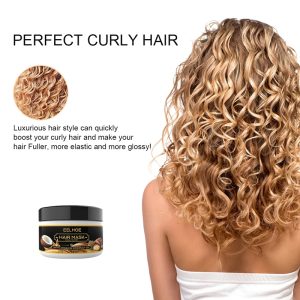 PERFECT CURLY HAIR
Luxurious hair style can quickly
boost your curly hair and make your
hair Fuller, more elastic and more glossy!
EELHOE
HAIR MASK